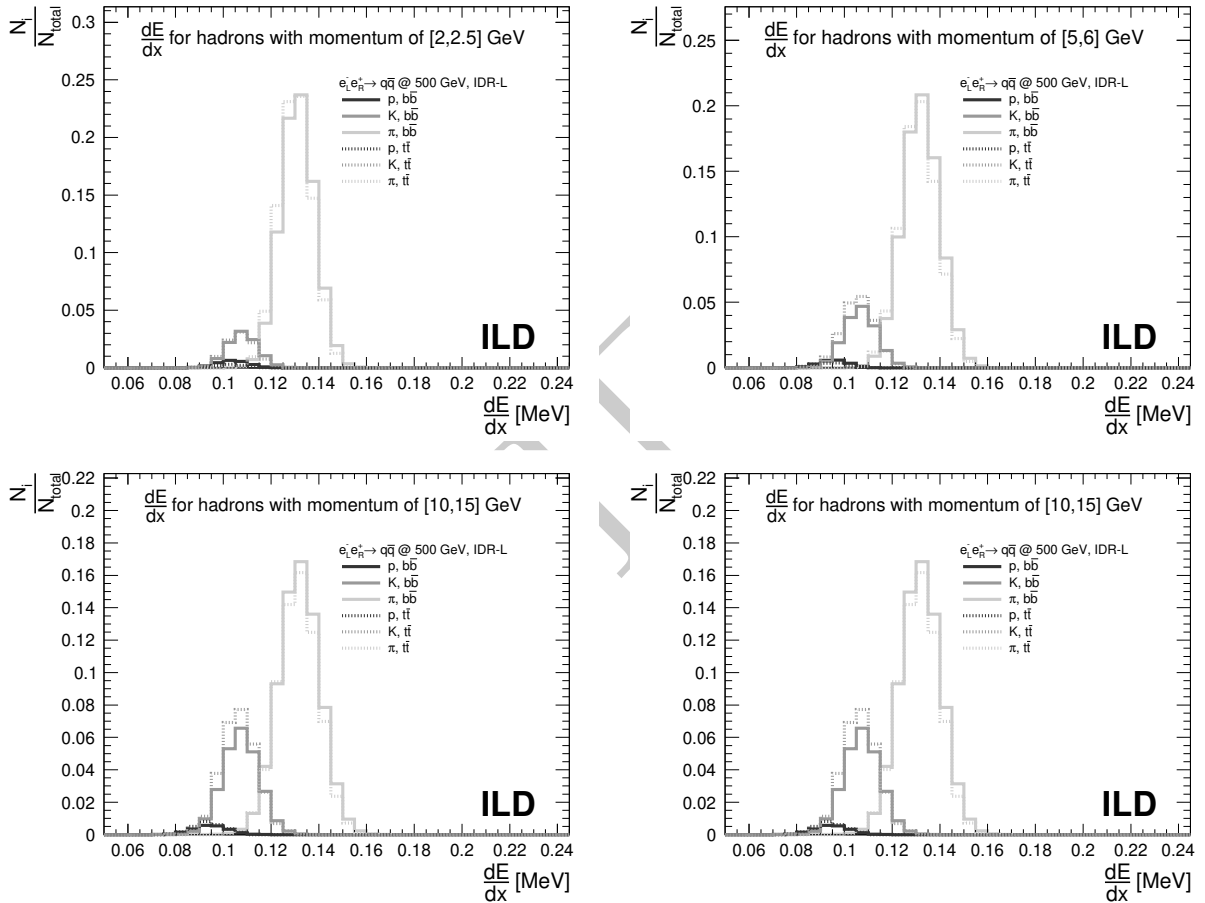 N_i/N_total
dE/dx for hadrons with momentum of [2,2.5] GeV
e⁻_L e⁺_R → qq̄ @ 500 GeV, IDR-L
p, bb̄
K, bb̄
π, bb̄
p, tt̄
K, tt̄
π, tt̄
0.3
0.25
0.2
0.15
0.1
0.05
0
ILD
0.06 0.08 0.1 0.12 0.14 0.16 0.18 0.2 0.22 0.24
dE/dx [MeV]
N_i/N_total
dE/dx for hadrons with momentum of [5,6] GeV
e⁻_L e⁺_R → qq̄ @ 500 GeV, IDR-L
p, bb̄
K, bb̄
π, bb̄
p, tt̄
K, tt̄
π, tt̄
0.25
0.2
0.15
0.1
0.05
0
ILD
0.06 0.08 0.1 0.12 0.14 0.16 0.18 0.2 0.22 0.24
dE/dx [MeV]
N_i/N_total
dE/dx for hadrons with momentum of [10,15] GeV
e⁻_L e⁺_R → qq̄ @ 500 GeV, IDR-L
p, bb̄
K, bb̄
π, bb̄
p, tt̄
K, tt̄
π, tt̄
0.22
0.2
0.18
0.16
0.14
0.12
0.1
0.08
0.06
0.04
0.02
0
ILD
0.06 0.08 0.1 0.12 0.14 0.16 0.18 0.2 0.22 0.24
dE/dx [MeV]
N_i/N_total
dE/dx for hadrons with momentum of [10,15] GeV
e⁻_L e⁺_R → qq̄ @ 500 GeV, IDR-L
p, bb̄
K, bb̄
π, bb̄
p, tt̄
K, tt̄
π, tt̄
0.22
0.2
0.18
0.16
0.14
0.12
0.1
0.08
0.06
0.04
0.02
0
ILD
0.06 0.08 0.1 0.12 0.14 0.16 0.18 0.2 0.22 0.24
dE/dx [MeV]